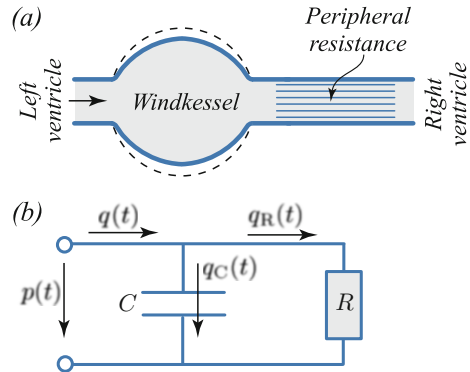 (a)
Peripheral
resistance
Left
ventricle
Windkessel
Right
ventricle
(b)
q(t)
q_R(t)
p(t)
C
q_C(t)
R